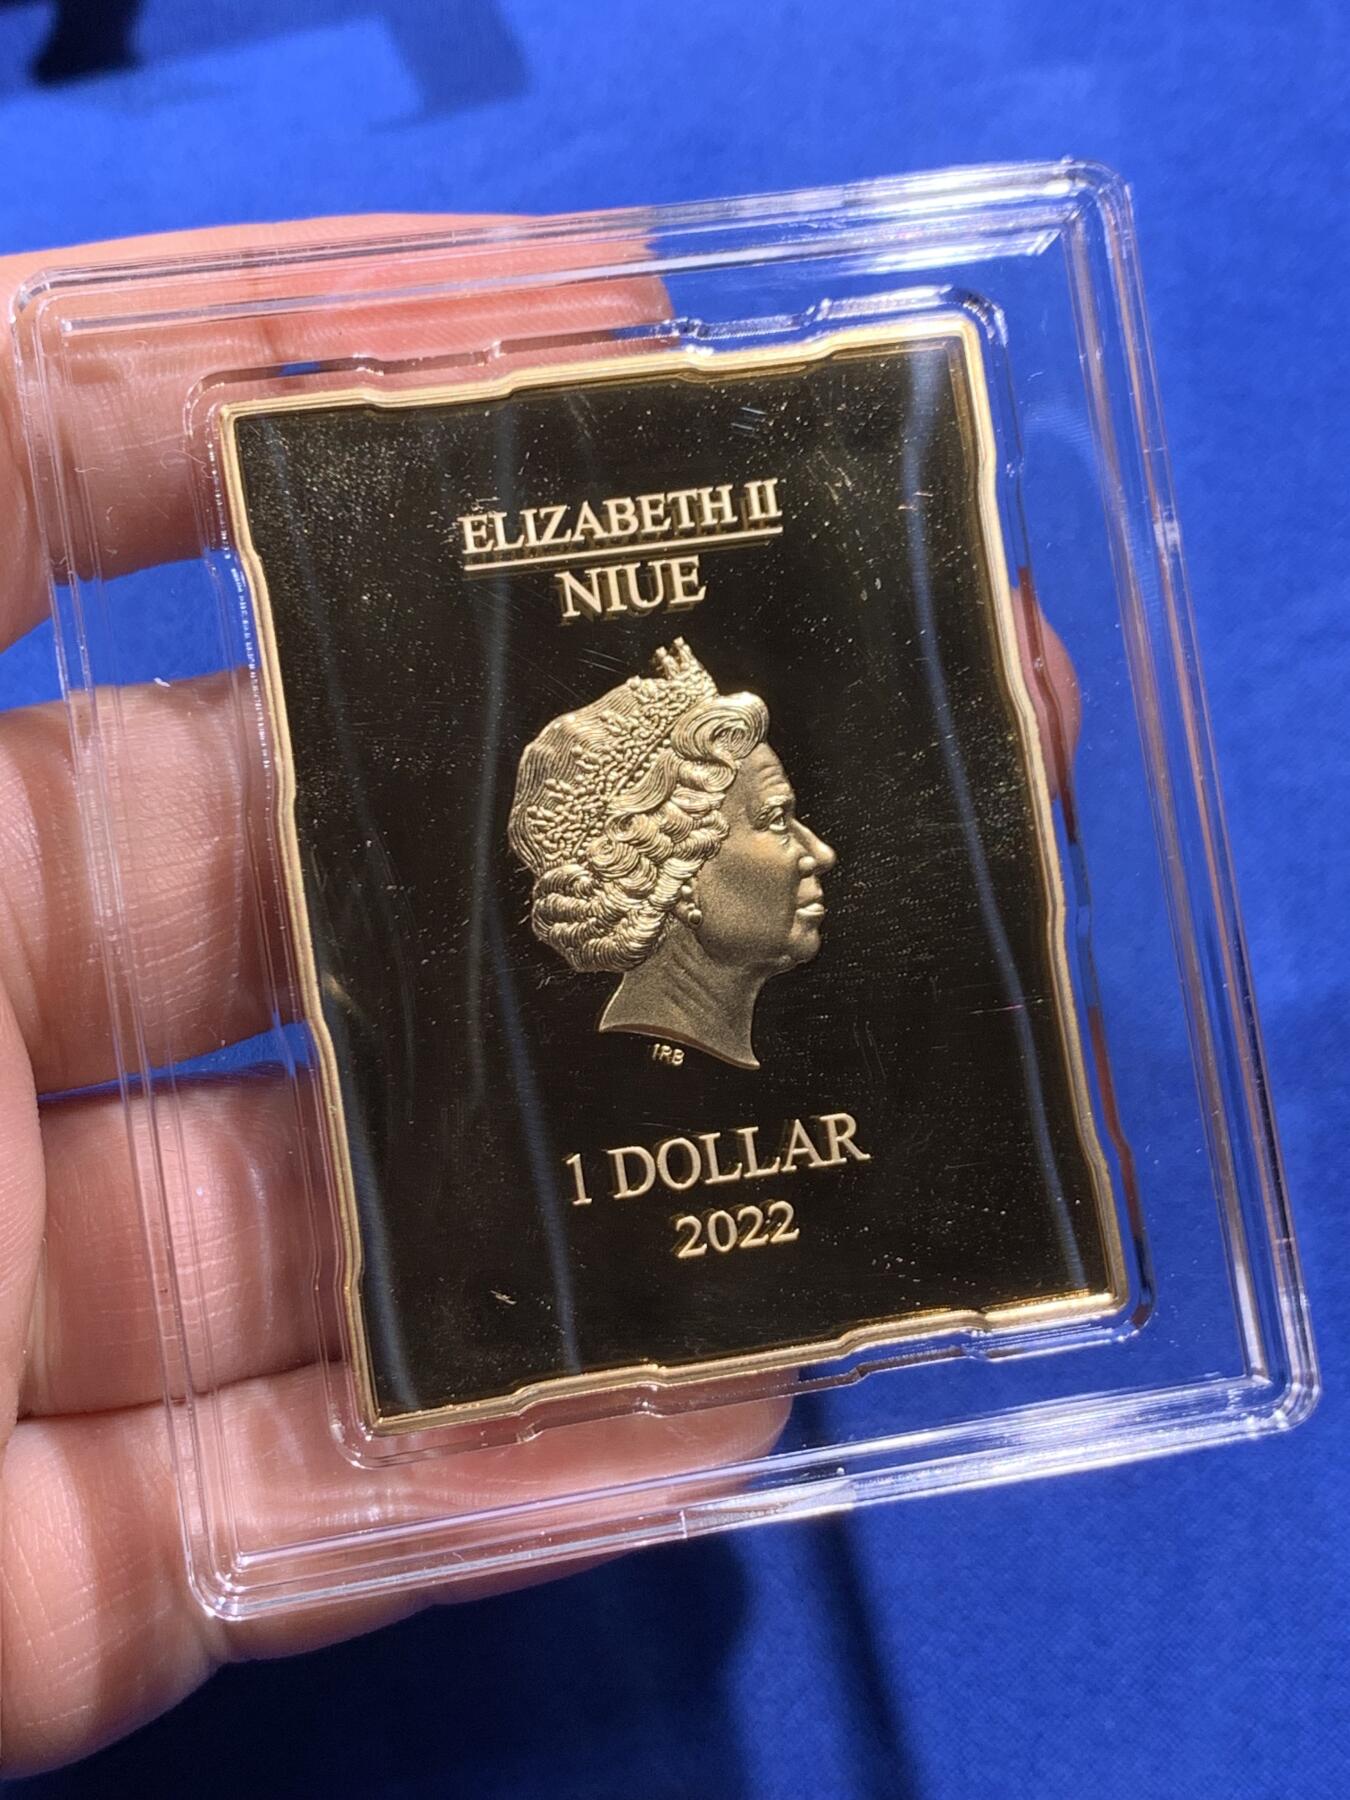 ELIZABETH II
NIUE
IRB
1 DOLLAR
2022